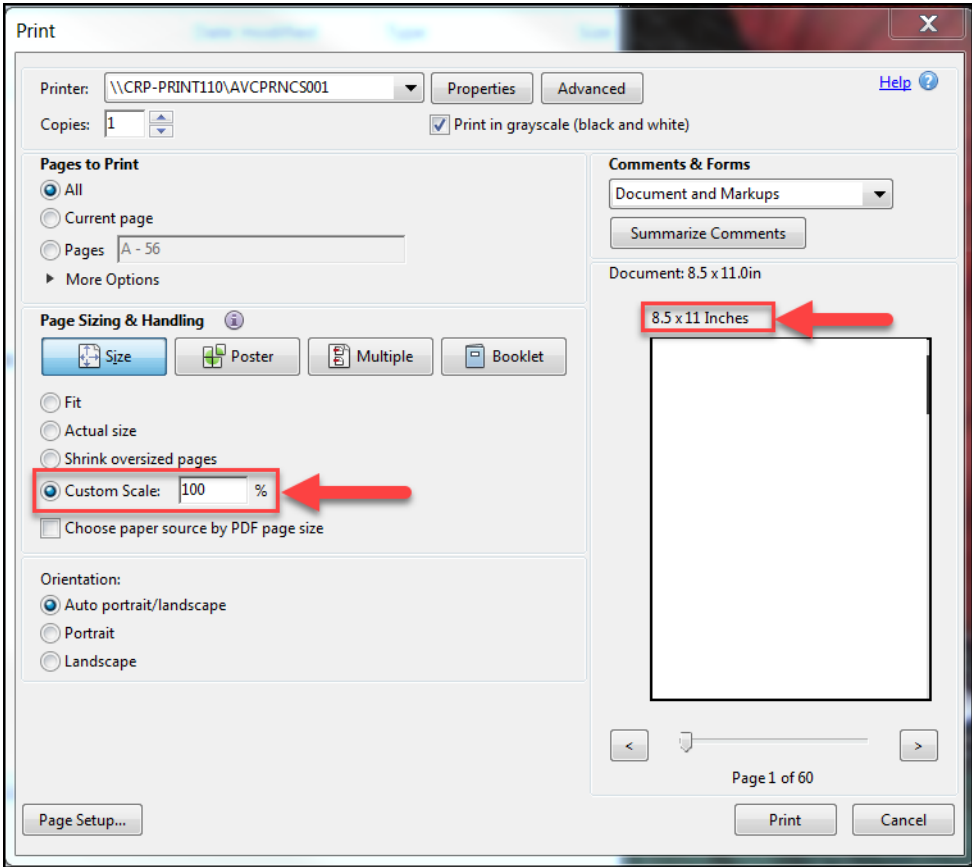 Print
Date modified Type Size
Printer: \\CRP-PRINT110\AVCPRNCS001 Properties Advanced Help
Copies: 1 Print in grayscale (black and white)
Pages to Print
All
Current page
Pages A - 56
More Options
Comments & Forms
Document and Markups
Summarize Comments
Page Sizing & Handling
Size Poster Multiple Booklet
Fit
Actual size
Shrink oversized pages
Custom Scale: 100 %
Choose paper source by PDF page size
Orientation:
Auto portrait/landscape
Portrait
Landscape
Document: 8.5 x 11.0in
8.5 x 11 Inches
< >
Page 1 of 60
Page Setup... Print Cancel